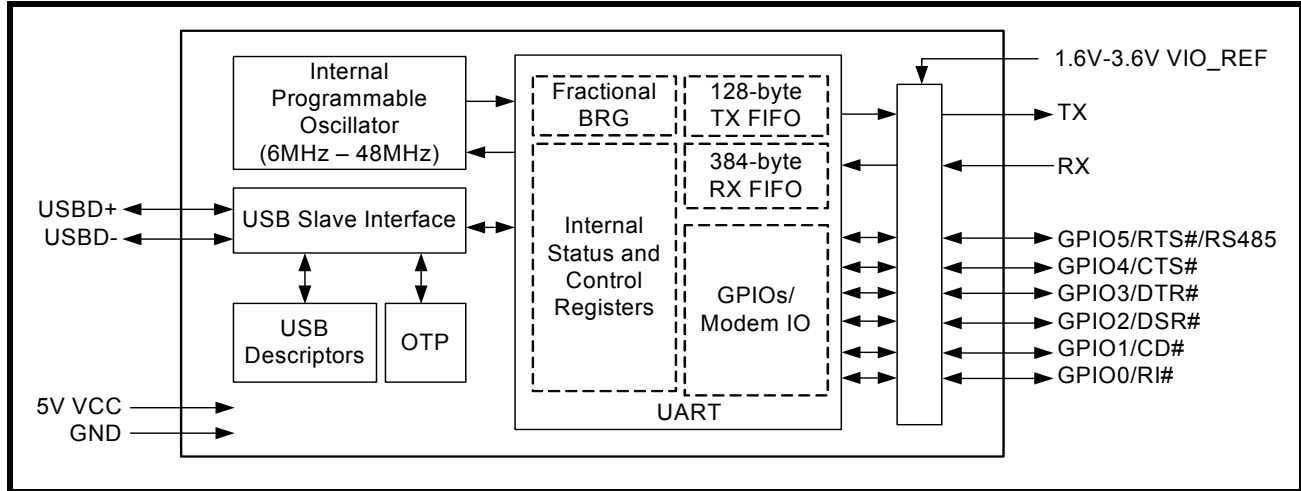 Internal
Programmable
Oscillator
(6MHz – 48MHz)
USB Slave Interface
USB
Descriptors
OTP
USBD+
USBD-
5V VCC
GND
Fractional
BRG
128-byte
TX FIFO
384-byte
RX FIFO
Internal
Status and
Control
Registers
GPIOs/
Modem IO
UART
1.6V-3.6V VIO_REF
TX
RX
GPIO5/RTS#/RS485
GPIO4/CTS#
GPIO3/DTR#
GPIO2/DSR#
GPIO1/CD#
GPIO0/RI#